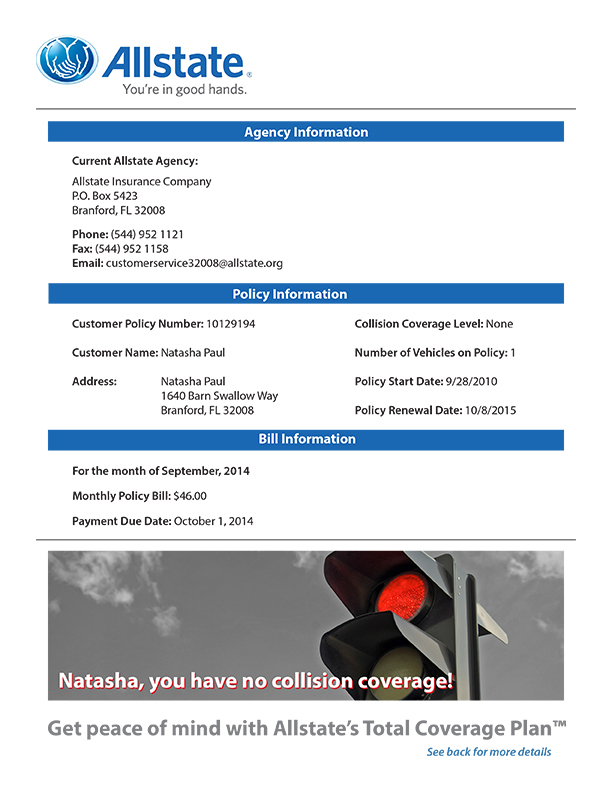 Allstate®
You're in good hands.
Agency Information
Current Allstate Agency:
Allstate Insurance Company
P.O. Box 5423
Branford, FL 32008
Phone: (544) 952 1121
Fax: (544) 952 1158
Email: customerservice32008@allstate.org
Policy Information
Customer Policy Number: 10129194
Collision Coverage Level: None
Customer Name: Natasha Paul
Number of Vehicles on Policy: 1
Address: Natasha Paul
1640 Barn Swallow Way
Branford, FL 32008
Policy Start Date: 9/28/2010
Policy Renewal Date: 10/8/2015
Bill Information
For the month of September, 2014
Monthly Policy Bill: $46.00
Payment Due Date: October 1, 2014
Natasha, you have no collision coverage!
Get peace of mind with Allstate's Total Coverage Plan™
See back for more details